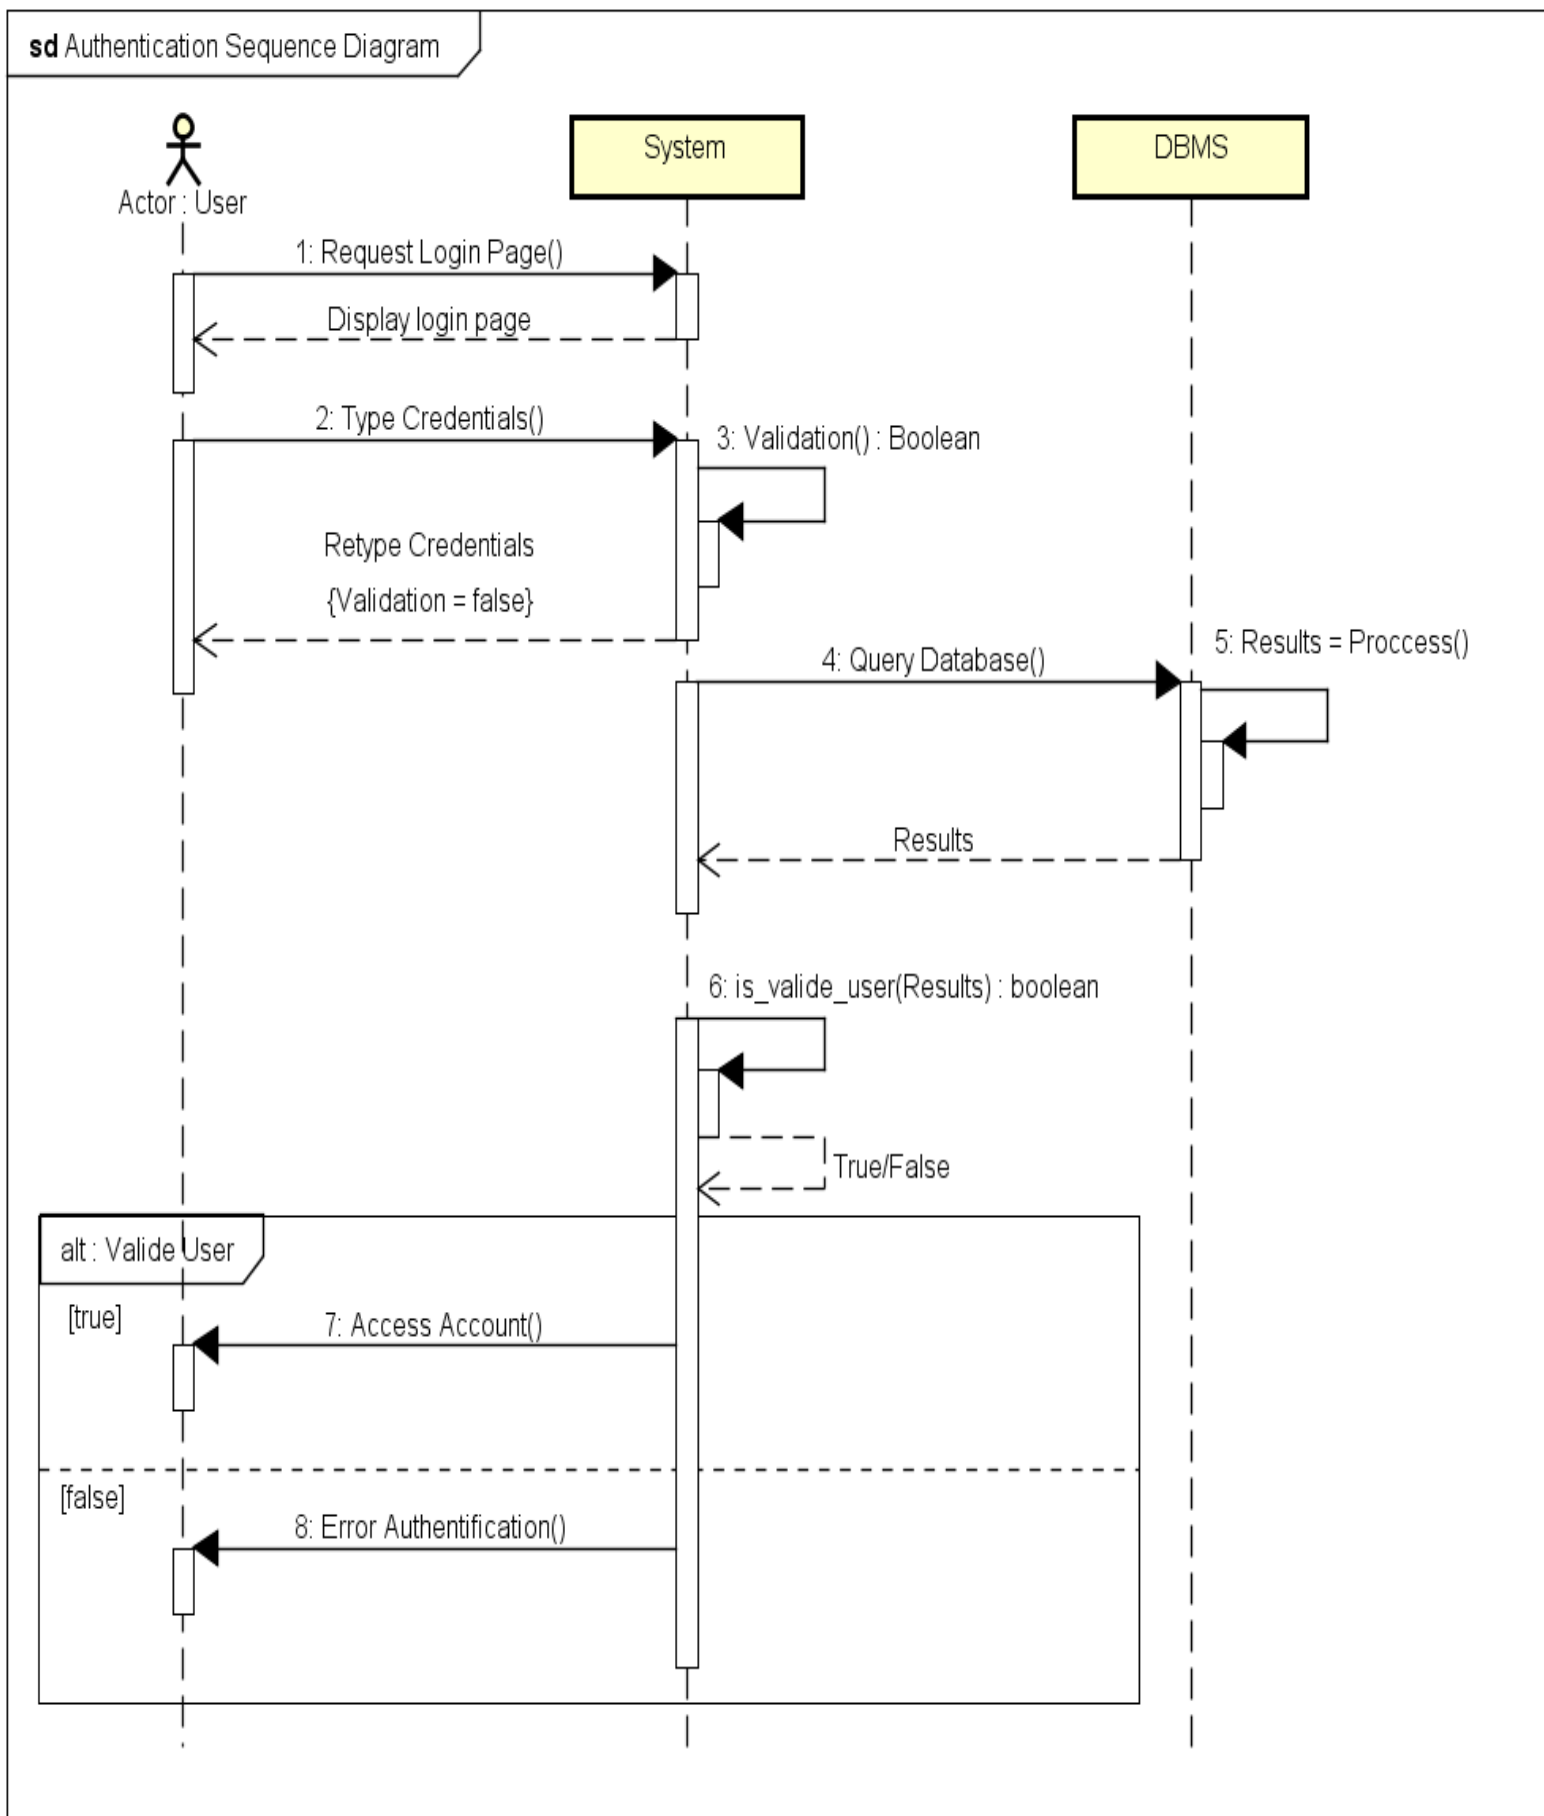 sd Authentication Sequence Diagram
System
DBMS
Actor : User
1: Request Login Page()
Display login page
2: Type Credentials()
3: Validation() : Boolean
Retype Credentials
{Validation = false}
4: Query Database()
5: Results = Proccess()
Results
6: is_valide_user(Results) : boolean
True/False
alt : Valide User
[true]
7: Access Account()
[false]
8: Error Authentification()